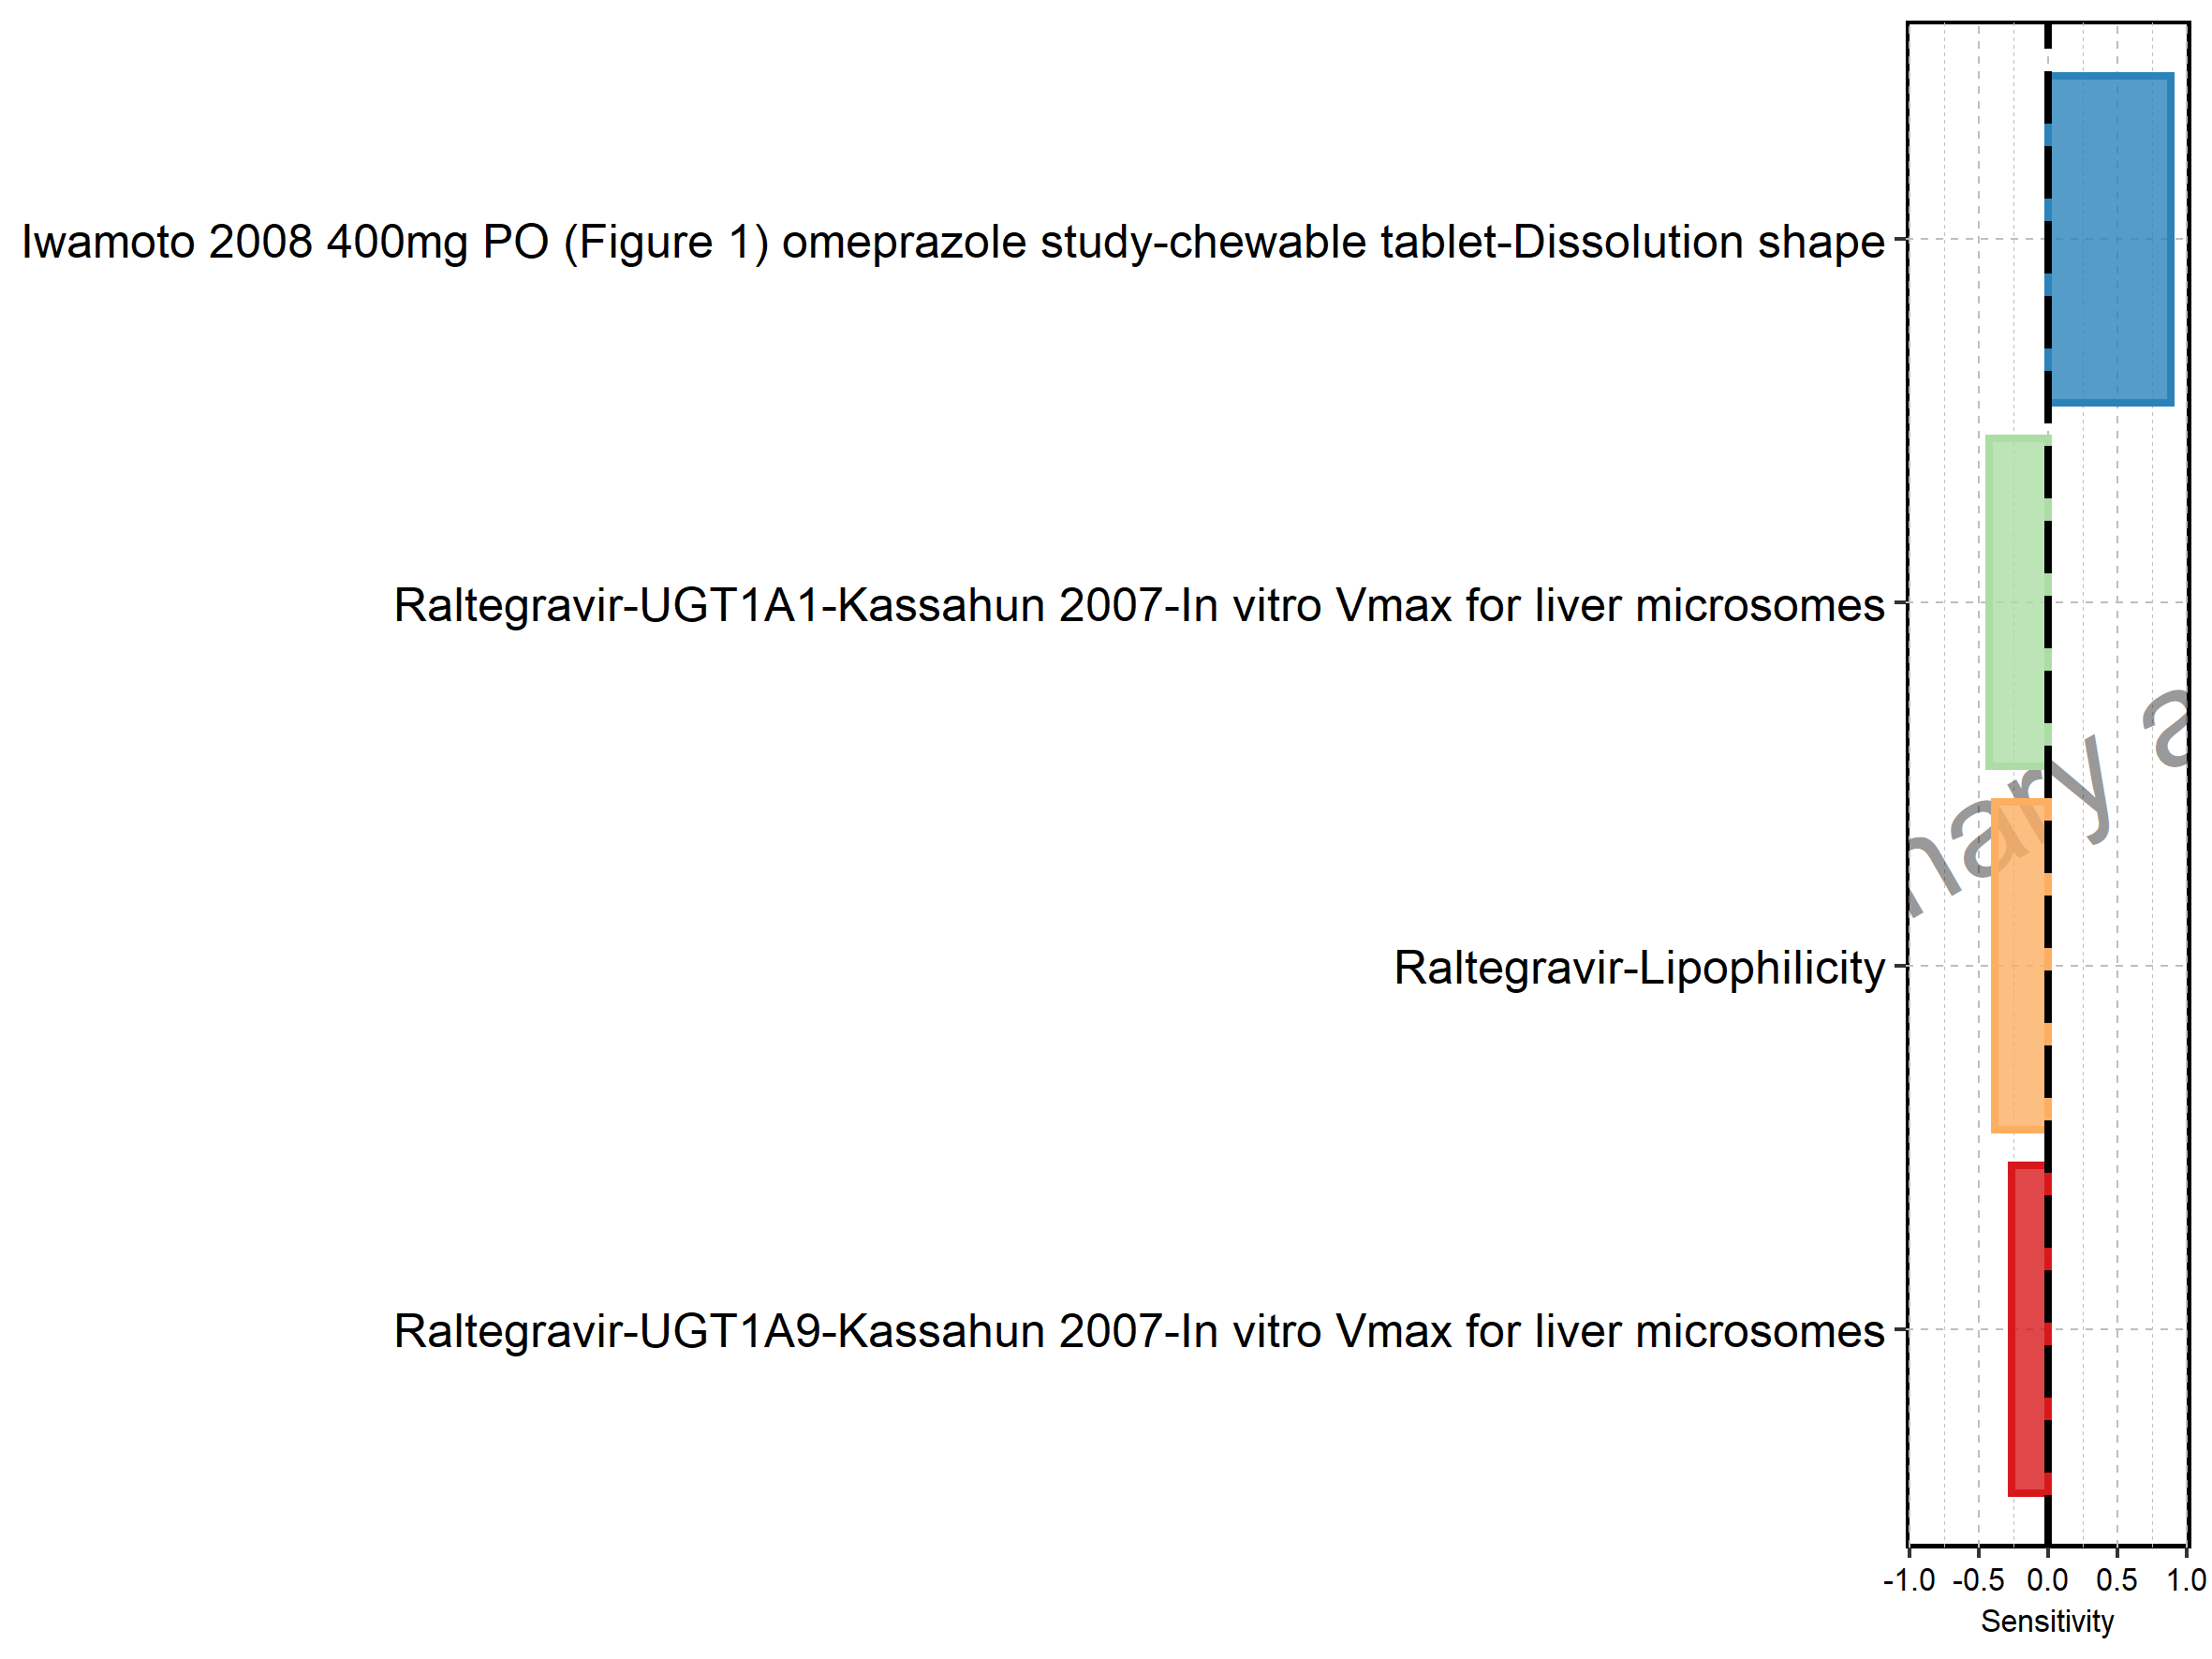 Iwamoto 2008 400mg PO (Figure 1) omeprazole study-chewable tablet-Dissolution shape
Raltegravir-UGT1A1-Kassahun 2007-In vitro Vmax for liver microsomes
Raltegravir-Lipophilicity
Raltegravir-UGT1A9-Kassahun 2007-In vitro Vmax for liver microsomes
-1.0 -0.5 0.0 0.5 1.0
Sensitivity